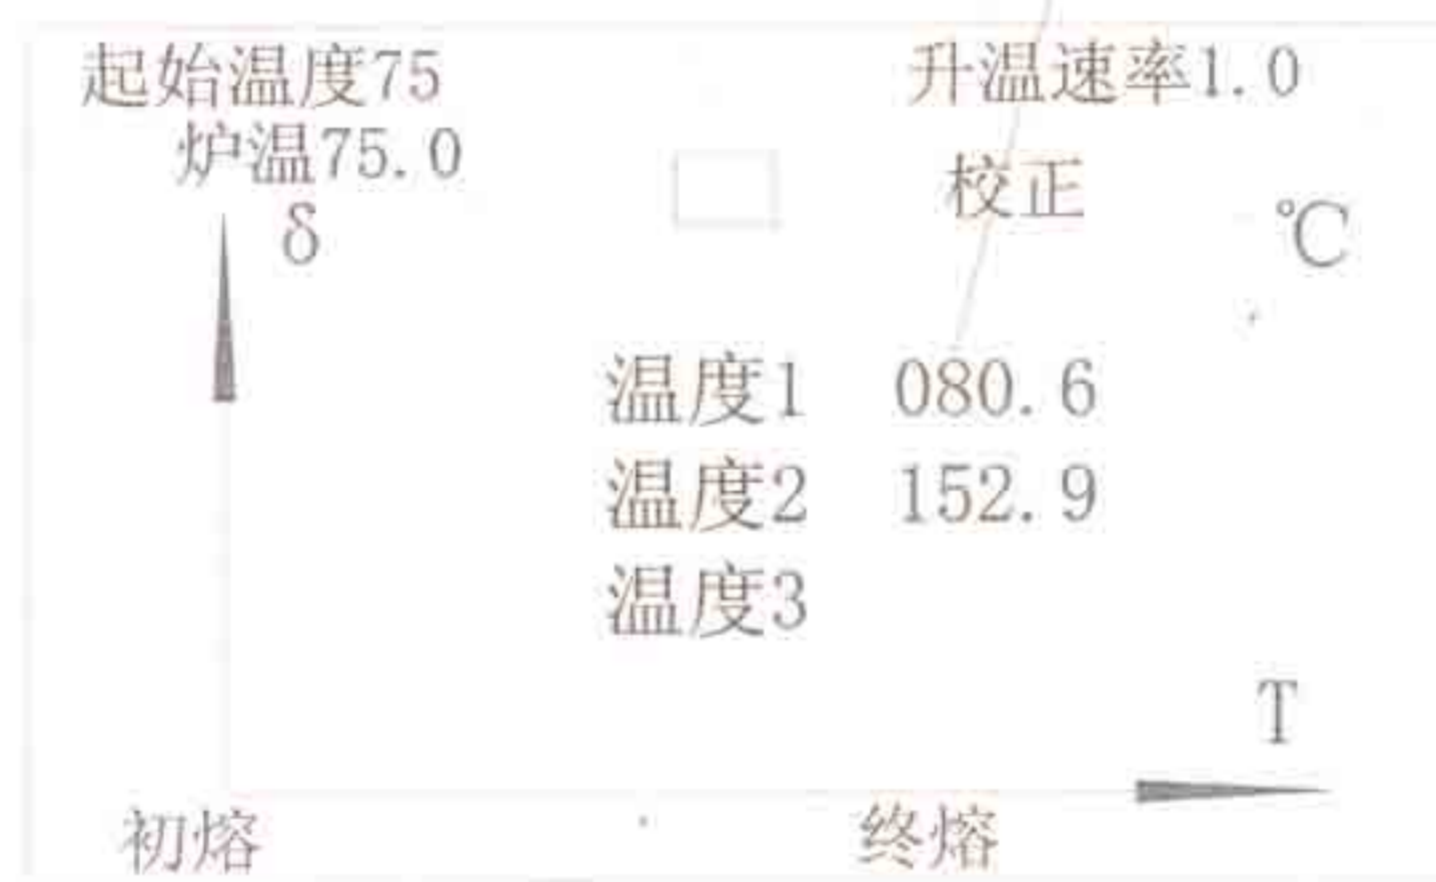 起始温度75 升温速率1.0
炉温75.0 校正
δ ℃
温度1 080.6
温度2 152.9
温度3
T
初熔 终熔